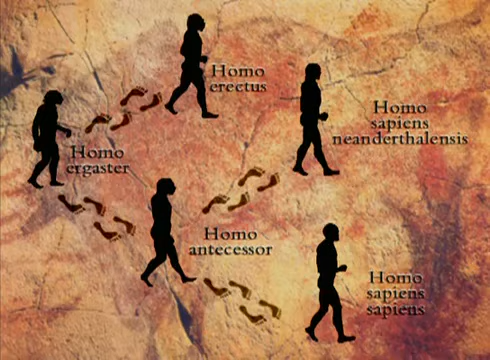 Homo
erectus
Homo
sapiens
neanderthalensis
Homo
ergaster
Homo
antecessor
Homo
sapiens
sapiens